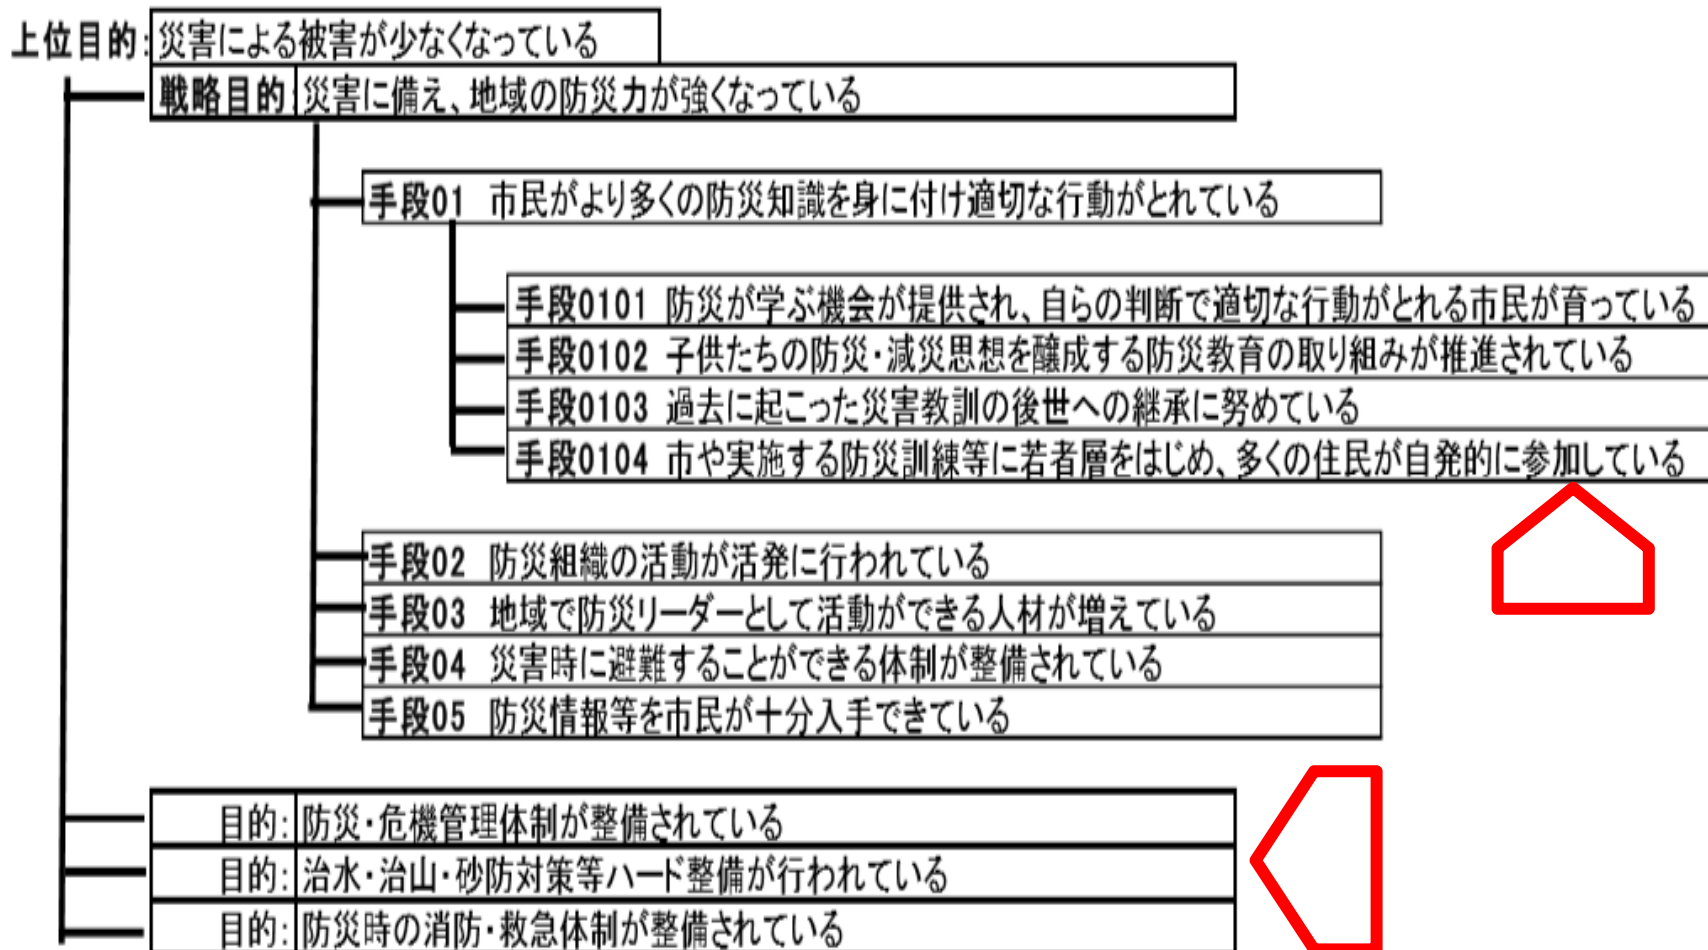 上位目的:災害による被害が少なくなっている
戦略目的:災害に備え、地域の防災力が強くなっている
手段01 市民がより多くの防災知識を身に付け適切な行動がとれている
手段0101 防災が学ぶ機会が提供され、自らの判断で適切な行動がとれる市民が育っている
手段0102 子供たちの防災・減災思想を醸成する防災教育の取り組みが推進されている
手段0103 過去に起こった災害教訓の後世への継承に努めている
手段0104 市や実施する防災訓練等に若者層をはじめ、多くの住民が自発的に参加している
手段02 防災組織の活動が活発に行われている
手段03 地域で防災リーダーとして活動ができる人材が増えている
手段04 災害時に避難することができる体制が整備されている
手段05 防災情報等を市民が十分入手できている
目的:防災・危機管理体制が整備されている
目的:治水・治山・砂防対策等ハード整備が行われている
目的:防災時の消防・救急体制が整備されている